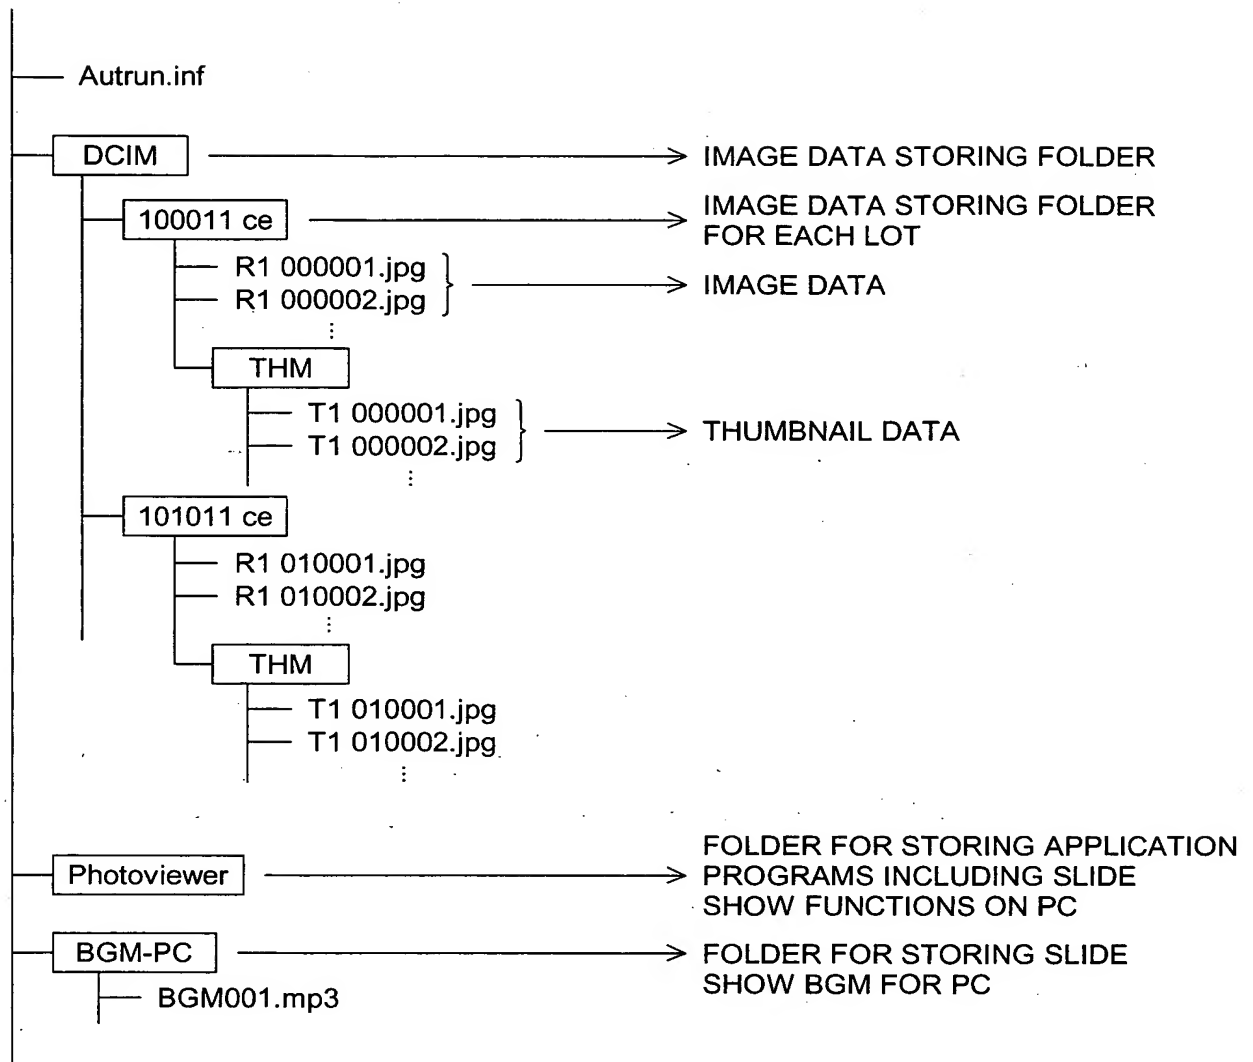 Autrun.inf
DCIM
IMAGE DATA STORING FOLDER
100011 ce
IMAGE DATA STORING FOLDER
FOR EACH LOT
R1 000001.jpg
R1 000002.jpg
IMAGE DATA
THM
T1 000001.jpg
T1 000002.jpg
THUMBNAIL DATA
101011 ce
R1 010001.jpg
R1 010002.jpg
THM
T1 010001.jpg
T1 010002.jpg
Photoviewer
FOLDER FOR STORING APPLICATION
PROGRAMS INCLUDING SLIDE
SHOW FUNCTIONS ON PC
BGM-PC
FOLDER FOR STORING SLIDE
SHOW BGM FOR PC
BGM001.mp3